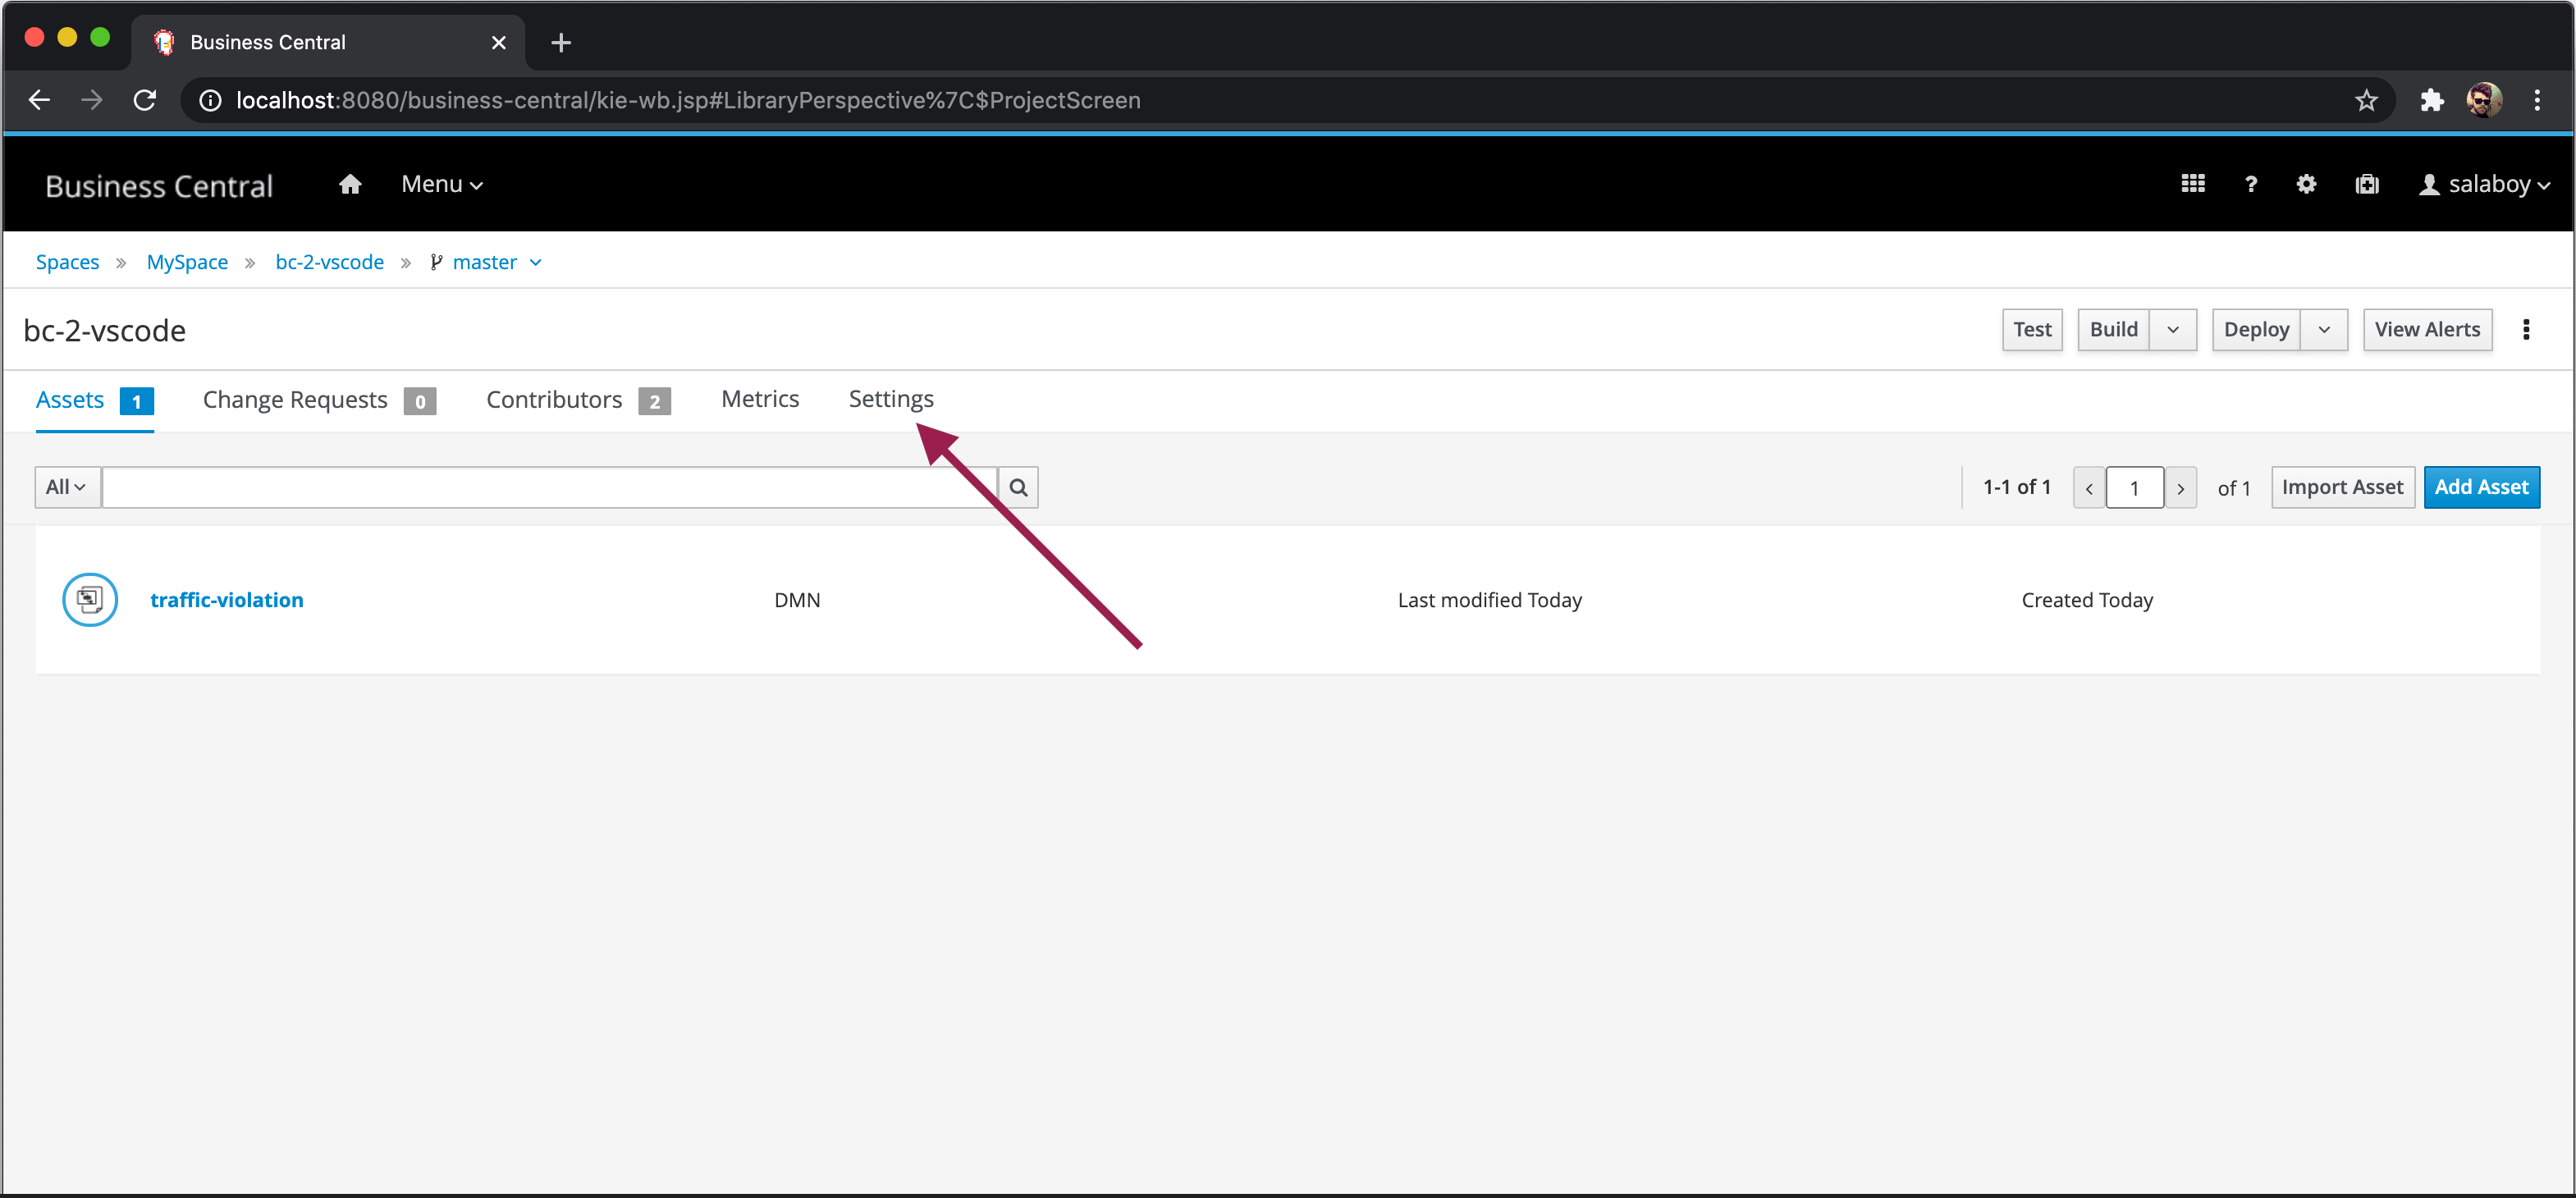 Business Central
localhost:8080/business-central/kie-wb.jsp#LibraryPerspective%7C$ProjectScreen
Business Central Menu ? salaboy
Spaces » MySpace » bc-2-vscode » master
bc-2-vscode Test Build Deploy View Alerts
Assets 1 Change Requests 0 Contributors 2 Metrics Settings
All 1-1 of 1 < 1 > of 1 Import Asset Add Asset
traffic-violation DMN Last modified Today Created Today